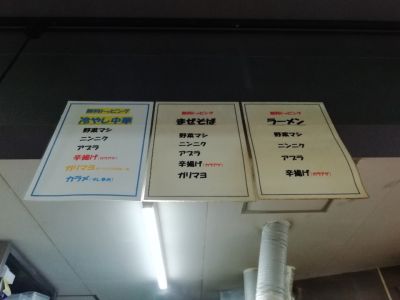 無料トッピング
冷やし中華
野菜マシ
ニンニク
アブラ
辛揚げ
ガリマヨ
カラメ
無料トッピング
まぜそば
野菜マシ
ニンニク
アブラ
辛揚げ
ガリマヨ
無料トッピング
ラーメン
野菜マシ
ニンニク
アブラ
辛揚げ